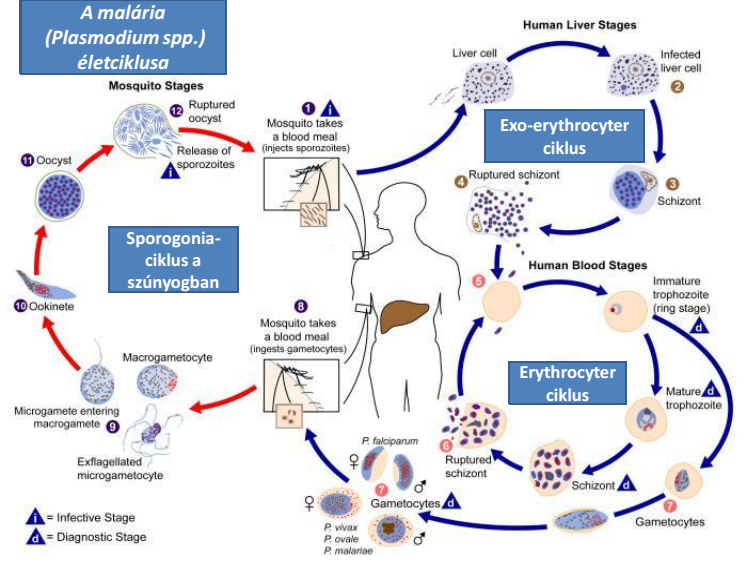 A malária
(Plasmodium spp.)
életciklusa
Mosquito Stages
12 Ruptured
oocyst
Release of
sporozoites
i
11 Oocyst
Sporogonia-
ciklus a
szúnyogban
10 Ookinete
Macrogametocyte
Microgamete entering
macrogamete 9
Exflagellated
microgametocyte
i = Infective Stage
d = Diagnostic Stage
1 i
Mosquito takes
a blood meal
(injects sporozoites)
8
Mosquito takes
a blood meal
(ingests gametocytes)
Human Liver Stages
Liver cell
Infected
liver cell
2
Exo-erythrocyter
ciklus
4 Ruptured schizont
3
Schizont
Human Blood Stages
5
Immature
trophozoite
(ring stage)
d
Erythrocyter
ciklus
Mature d
trophozoite
6
Ruptured
schizont
Schizont d
7
Gametocytes
P. falciparum
♀
7 ♂
Gametocytes d
♀
P. vivax
P. ovale
P. malariae
♂